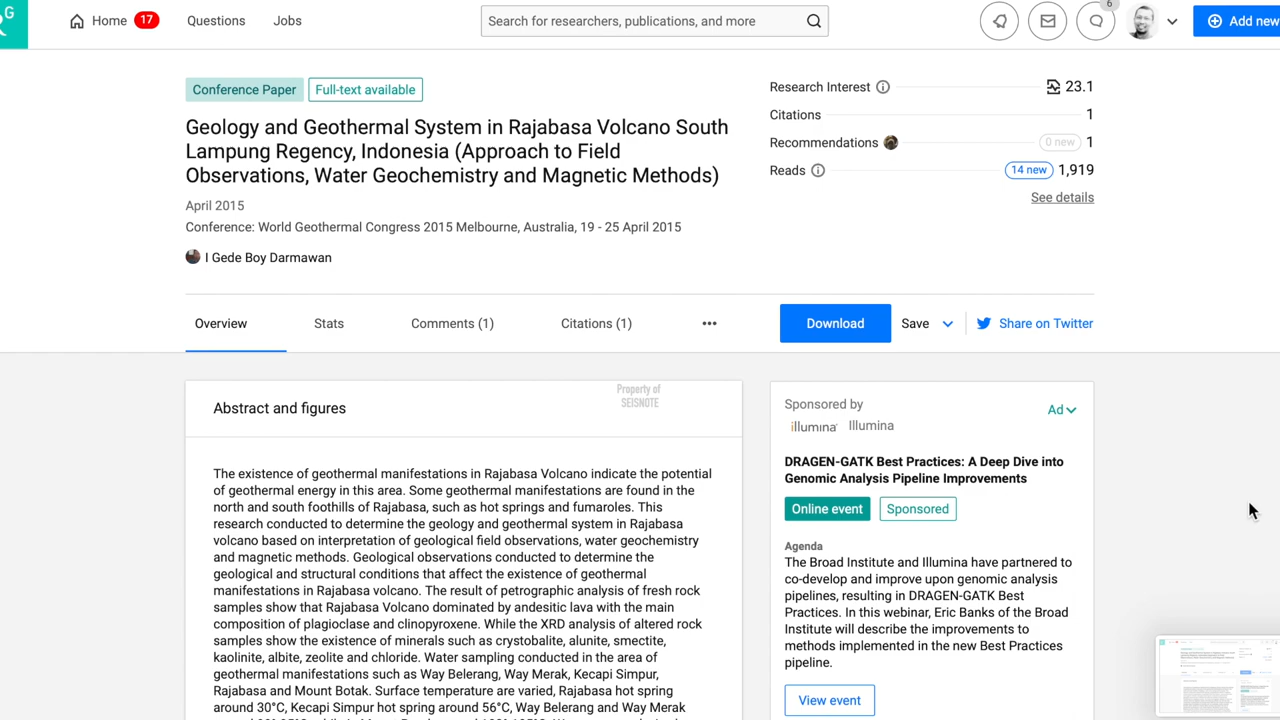 G
Home 17 Questions Jobs Search for researchers, publications, and more 6 Add new
Conference Paper Full-text available
Geology and Geothermal System in Rajabasa Volcano South
Lampung Regency, Indonesia (Approach to Field
Observations, Water Geochemistry and Magnetic Methods)
April 2015
Conference: World Geothermal Congress 2015 Melbourne, Australia, 19 - 25 April 2015
I Gede Boy Darmawan
Research Interest 23.1
Citations 1
Recommendations 0 new 1
Reads 14 new 1,919
See details
Overview Stats Comments (1) Citations (1) Download Save Share on Twitter
Abstract and figures
Property of
SEISNOTE
The existence of geothermal manifestations in Rajabasa Volcano indicate the potential
of geothermal energy in this area. Some geothermal manifestations are found in the
north and south foothills of Rajabasa, such as hot springs and fumaroles. This
research conducted to determine the geology and geothermal system in Rajabasa
volcano based on interpretation of geological field observations, water geochemistry
and magnetic methods. Geological observations conducted to determine the
geological and structural conditions that affect the existence of geothermal
manifestations in Rajabasa volcano. The result of petrographic analysis of fresh rock
samples show that Rajabasa Volcano dominated by andesitic lava with the main
composition of plagioclase and clinopyroxene. While the XRD analysis of altered rock
samples show the existence of minerals such as crystobalite, alunite, smectite,
kaolinite, albite, zeolite and chloride. Water sampling conducted in the area of
geothermal manifestations such as Way Belerang, Way Merak, Kecapi Simpur,
Rajabasa and Mount Botak. Surface temperature are varied, Rajabasa hot spring
around 30°C, Kecapi Simpur hot spring around 55°C, Way Belerang and Way Merak
Sponsored by
illumina Illumina
Ad
DRAGEN-GATK Best Practices: A Deep Dive into
Genomic Analysis Pipeline Improvements
Online event Sponsored
Agenda
The Broad Institute and Illumina have partnered to
co-develop and improve upon genomic analysis
pipelines, resulting in DRAGEN-GATK Best
Practices. In this webinar, Eric Banks of the Broad
Institute will describe the improvements to
methods implemented in the new Best Practices
pipeline.
View event